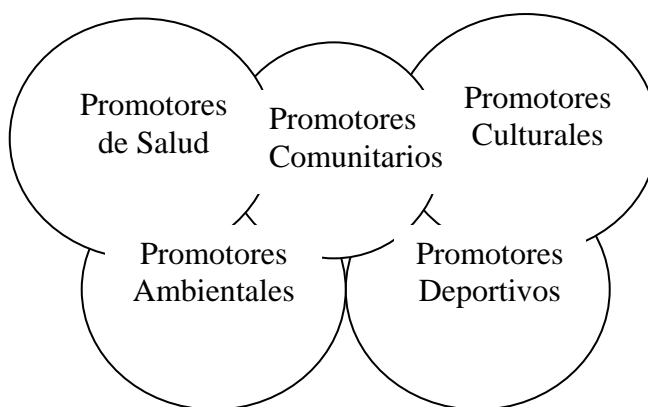 Promotores
de Salud
Promotores
Comunitarios
Promotores
Culturales
Promotores
Ambientales
Promotores
Deportivos